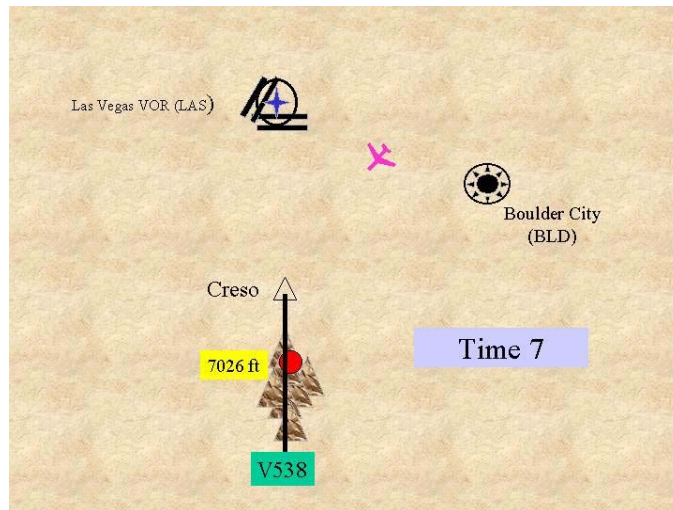 Las Vegas VOR (LAS)
Boulder City
(BLD)
Creso
Time 7
7026 ft
V538